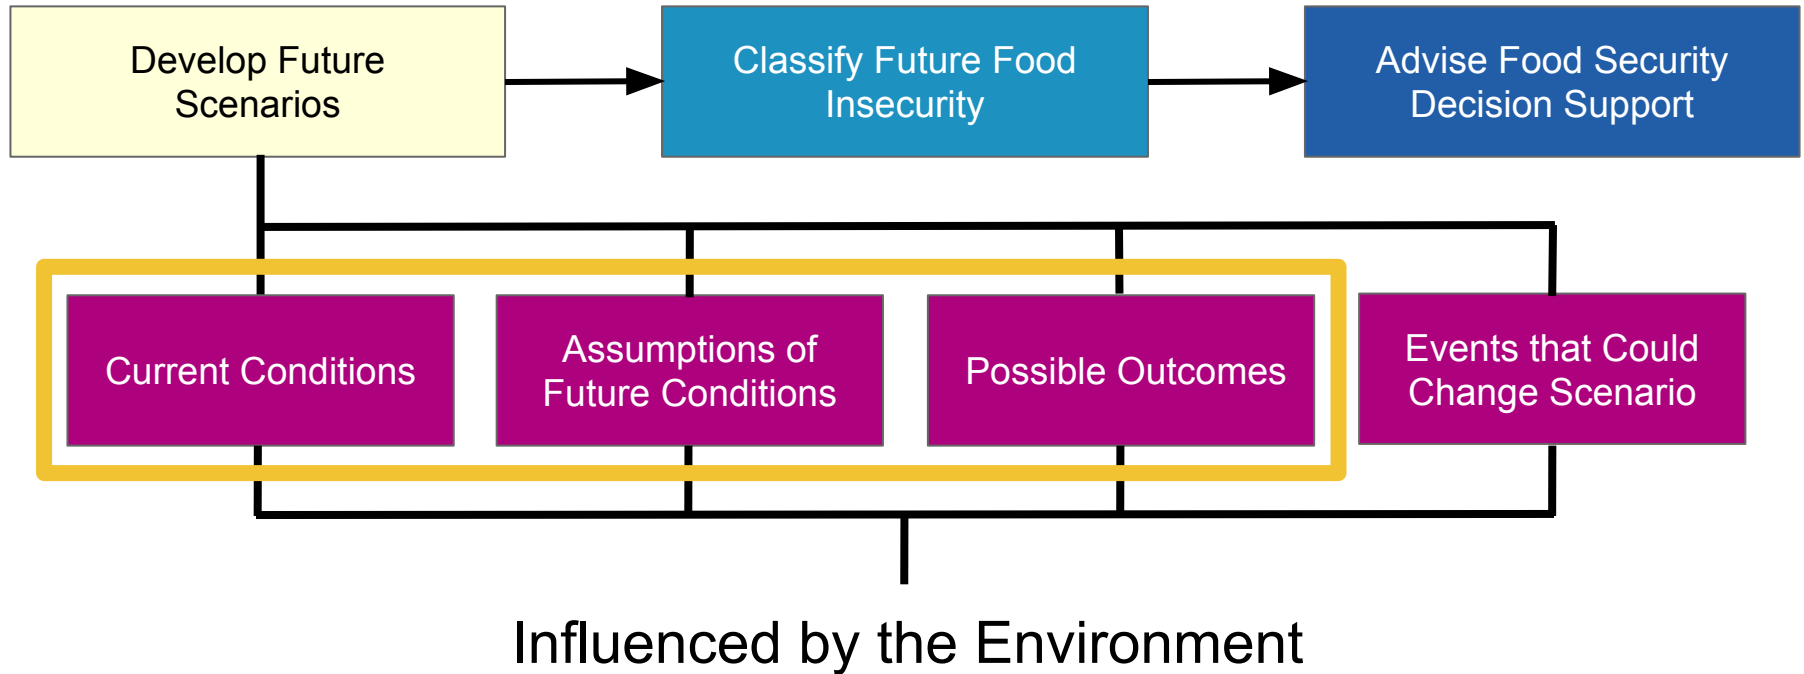 Develop Future
Scenarios
Classify Future Food
Insecurity
Advise Food Security
Decision Support
Current Conditions
Assumptions of
Future Conditions
Possible Outcomes
Events that Could
Change Scenario
Influenced by the Environment